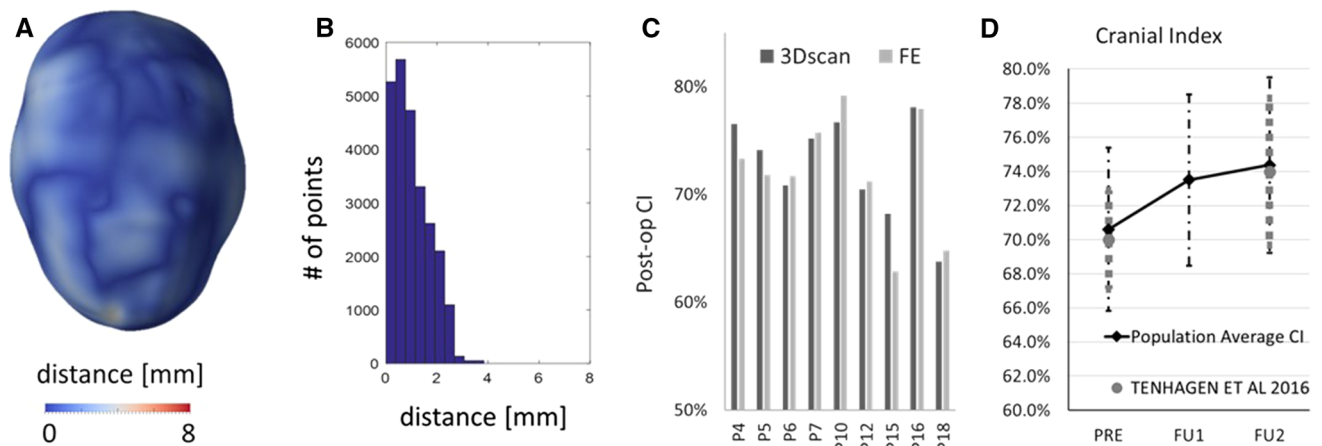 A
distance [mm]
0 8
B
6000
5000
4000
3000
2000
1000
0
# of points
0 2 4 6 8
distance [mm]
C
3Dscan FE
80%
70%
60%
50%
Post-op CI
P4 P5 P6 P7 P10 P12 P15 P16 P18
D
Cranial Index
80.0%
78.0%
76.0%
74.0%
72.0%
70.0%
68.0%
66.0%
64.0%
62.0%
60.0%
Population Average CI
TENHAGEN ET AL 2016
PRE FU1 FU2